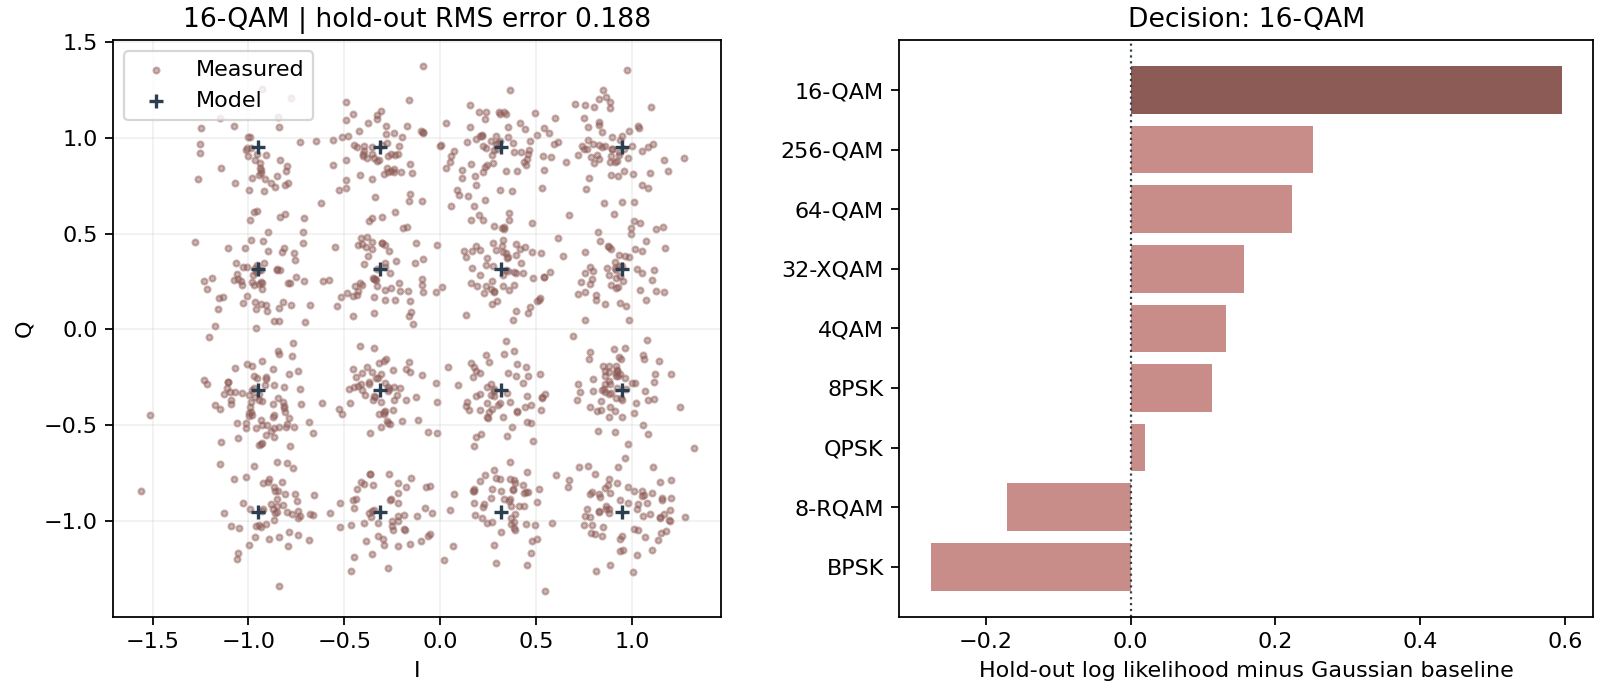 16-QAM | hold-out RMS error 0.188
Measured
Model
1.5
1.0
0.5
0.0
−0.5
−1.0
Q
−1.5
−1.0
−0.5
0.0
0.5
1.0
I
Decision: 16-QAM
16-QAM
256-QAM
64-QAM
32-XQAM
4QAM
8PSK
QPSK
8-RQAM
BPSK
−0.2
0.0
0.2
0.4
0.6
Hold-out log likelihood minus Gaussian baseline